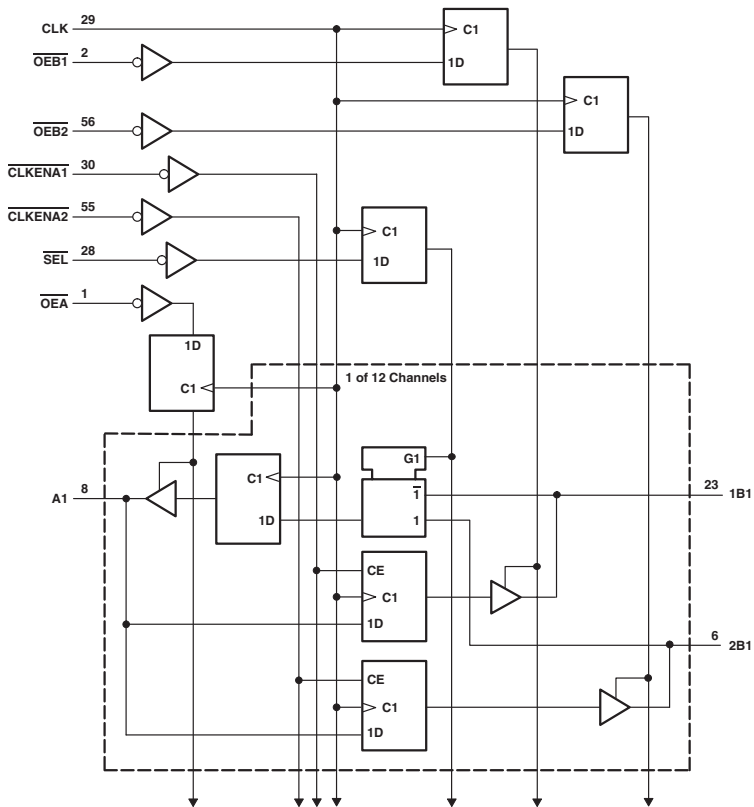 CLK 29
C1
OEB1 2
1D
C1
OEB2 56
1D
CLKENA1 30
CLKENA2 55
C1
SEL 28
1D
OEA 1
1D
C1
1 of 12 Channels
G1
C1
A1 8
1
23 1B1
1D
1
CE
C1
1D
6 2B1
CE
C1
1D